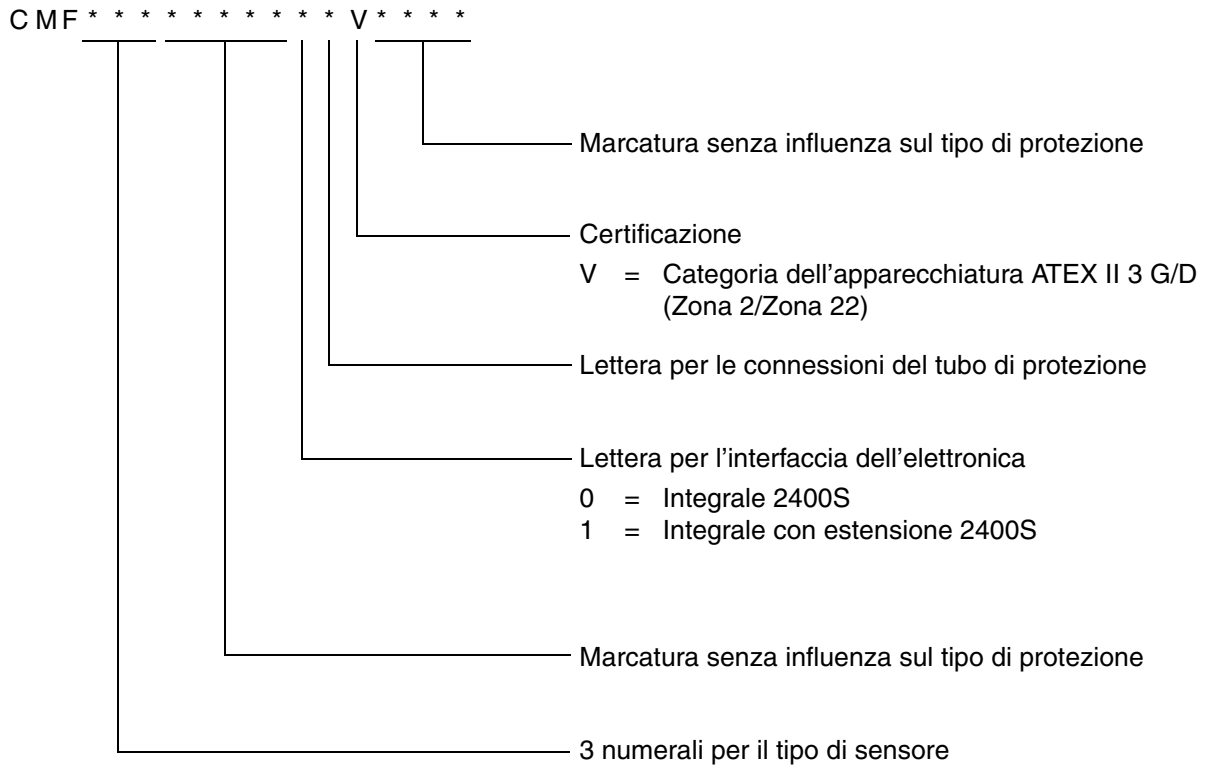 CMF* * * * * * * * * * V* * * *
Marcatura senza influenza sul tipo di protezione
Certificazione
V = Categoria dell'apparecchiatura ATEX II 3 G/D
(Zona 2/Zona 22)
Lettera per le connessioni del tubo di protezione
Lettera per l'interfaccia dell'elettronica
0 = Integrale 2400S
1 = Integrale con estensione 2400S
Marcatura senza influenza sul tipo di protezione
3 numerali per il tipo di sensore